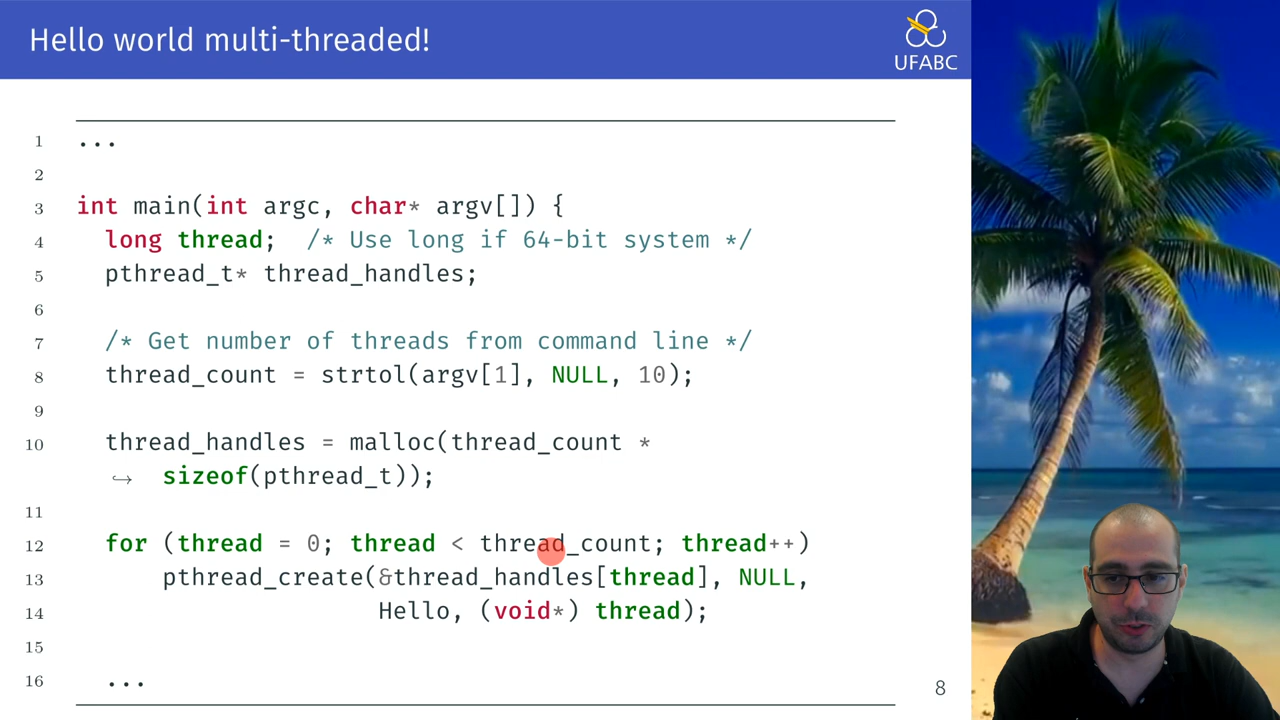 Hello world multi-threaded!
UFABC
1 ...
2
3 int main(int argc, char* argv[]) {
4 long thread; /* Use long if 64-bit system */
5 pthread_t* thread_handles;
6
7 /* Get number of threads from command line */
8 thread_count = strtol(argv[1], NULL, 10);
9
10 thread_handles = malloc(thread_count *
↪ sizeof(pthread_t));
11
12 for (thread = 0; thread < thread_count; thread++)
13 pthread_create(&thread_handles[thread], NULL,
14 Hello, (void*) thread);
15
16 ...
8